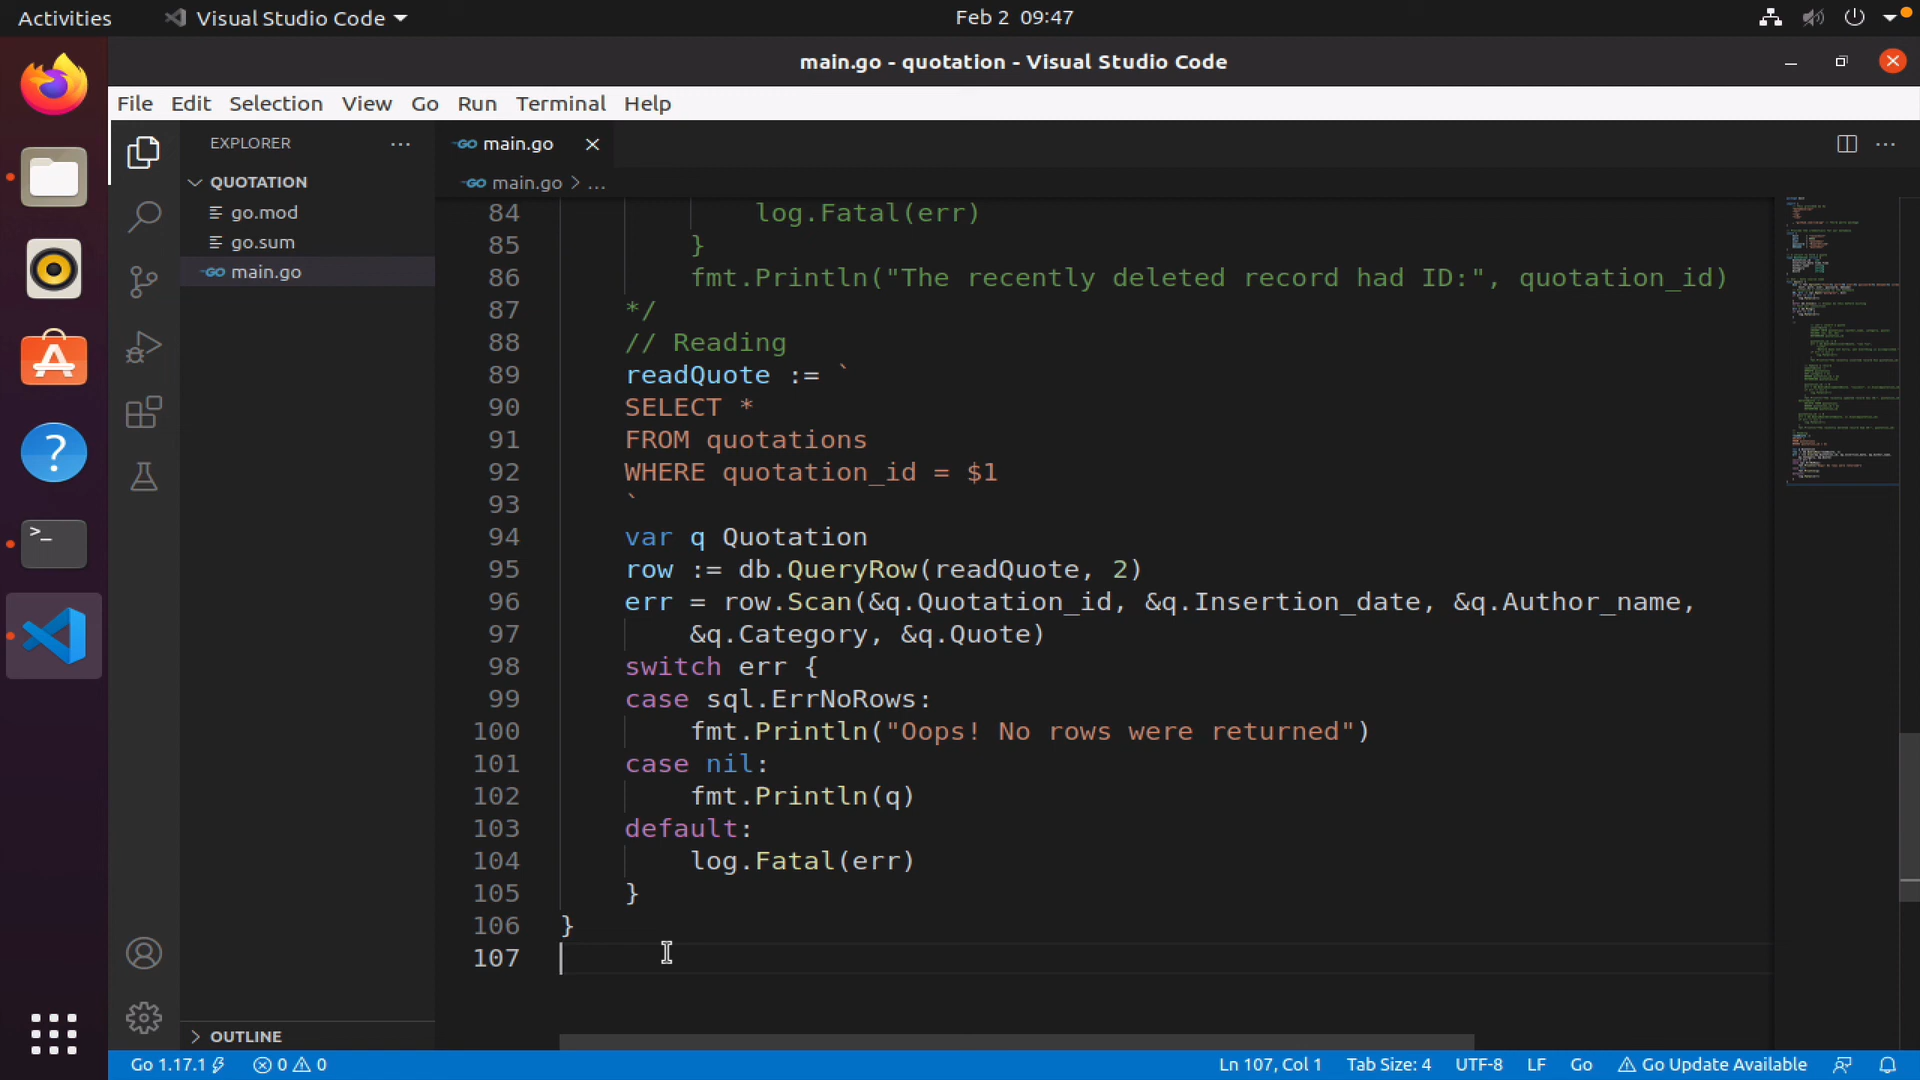 Activities
Visual Studio Code
Feb 2 09:47
main.go - quotation - Visual Studio Code
File Edit Selection View Go Run Terminal Help
EXPLORER
QUOTATION
go.mod
go.sum
main.go
OUTLINE
main.go
main.go > ...
84 log.Fatal(err)
85 }
86 fmt.Println("The recently deleted record had ID:", quotation_id)
87 */
88 // Reading
89 readQuote := `
90 SELECT *
91 FROM quotations
92 WHERE quotation_id = $1
93 `
94 var q Quotation
95 row := db.QueryRow(readQuote, 2)
96 err = row.Scan(&q.Quotation_id, &q.Insertion_date, &q.Author_name,
97 &q.Category, &q.Quote)
98 switch err {
99 case sql.ErrNoRows:
100 fmt.Println("Oops! No rows were returned")
101 case nil:
102 fmt.Println(q)
103 default:
104 log.Fatal(err)
105 }
106 }
107
Go 1.17.1 0 0 Ln 107, Col 1 Tab Size: 4 UTF-8 LF Go Go Update Available